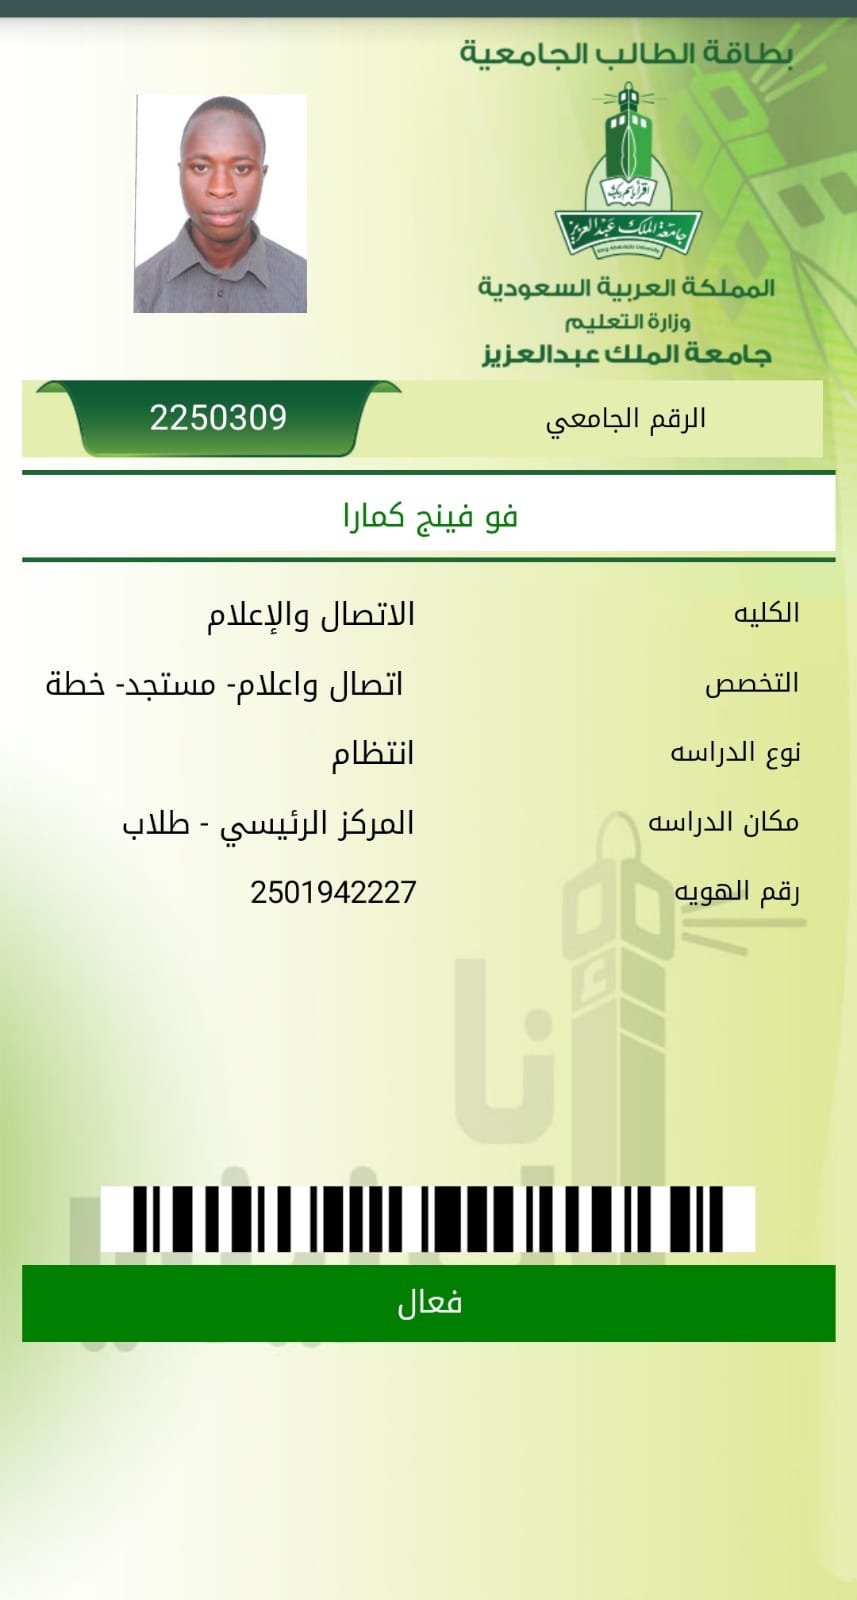 بطاقة الطالب الجامعية
اقرأ باسم ربك
جامعة الملك عبدالعزيز
King Abdulaziz University
المملكة العربية السعودية
وزارة التعليم
جامعة الملك عبدالعزيز
الرقم الجامعي 2250309
فو فينج كمارا
الكليه الاتصال والإعلام
التخصص اتصال واعلام- مستجد- خطة
نوع الدراسه انتظام
مكان الدراسه المركز الرئيسي - طلاب
رقم الهويه 2501942227
فعال